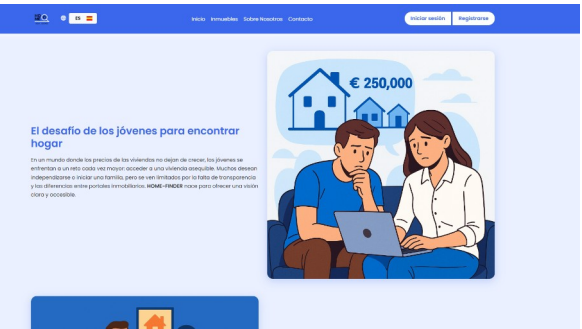 ES
Inicio Inmuebles Sobre Nosotros Contacto
Iniciar sesión Registrarse
€ 250,000
El desafío de los jóvenes para encontrar
hogar
En un mundo donde los precios de las viviendas no dejan de crecer, los jóvenes se
enfrentan a un reto cada vez mayor: acceder a una vivienda asequible. Muchos desean
independizarse o iniciar una familia, pero se ven limitados por la falta de transparencia
y las diferencias entre portales inmobiliarios. HOME-FINDER nace para ofrecer una visión
clara y accesible.